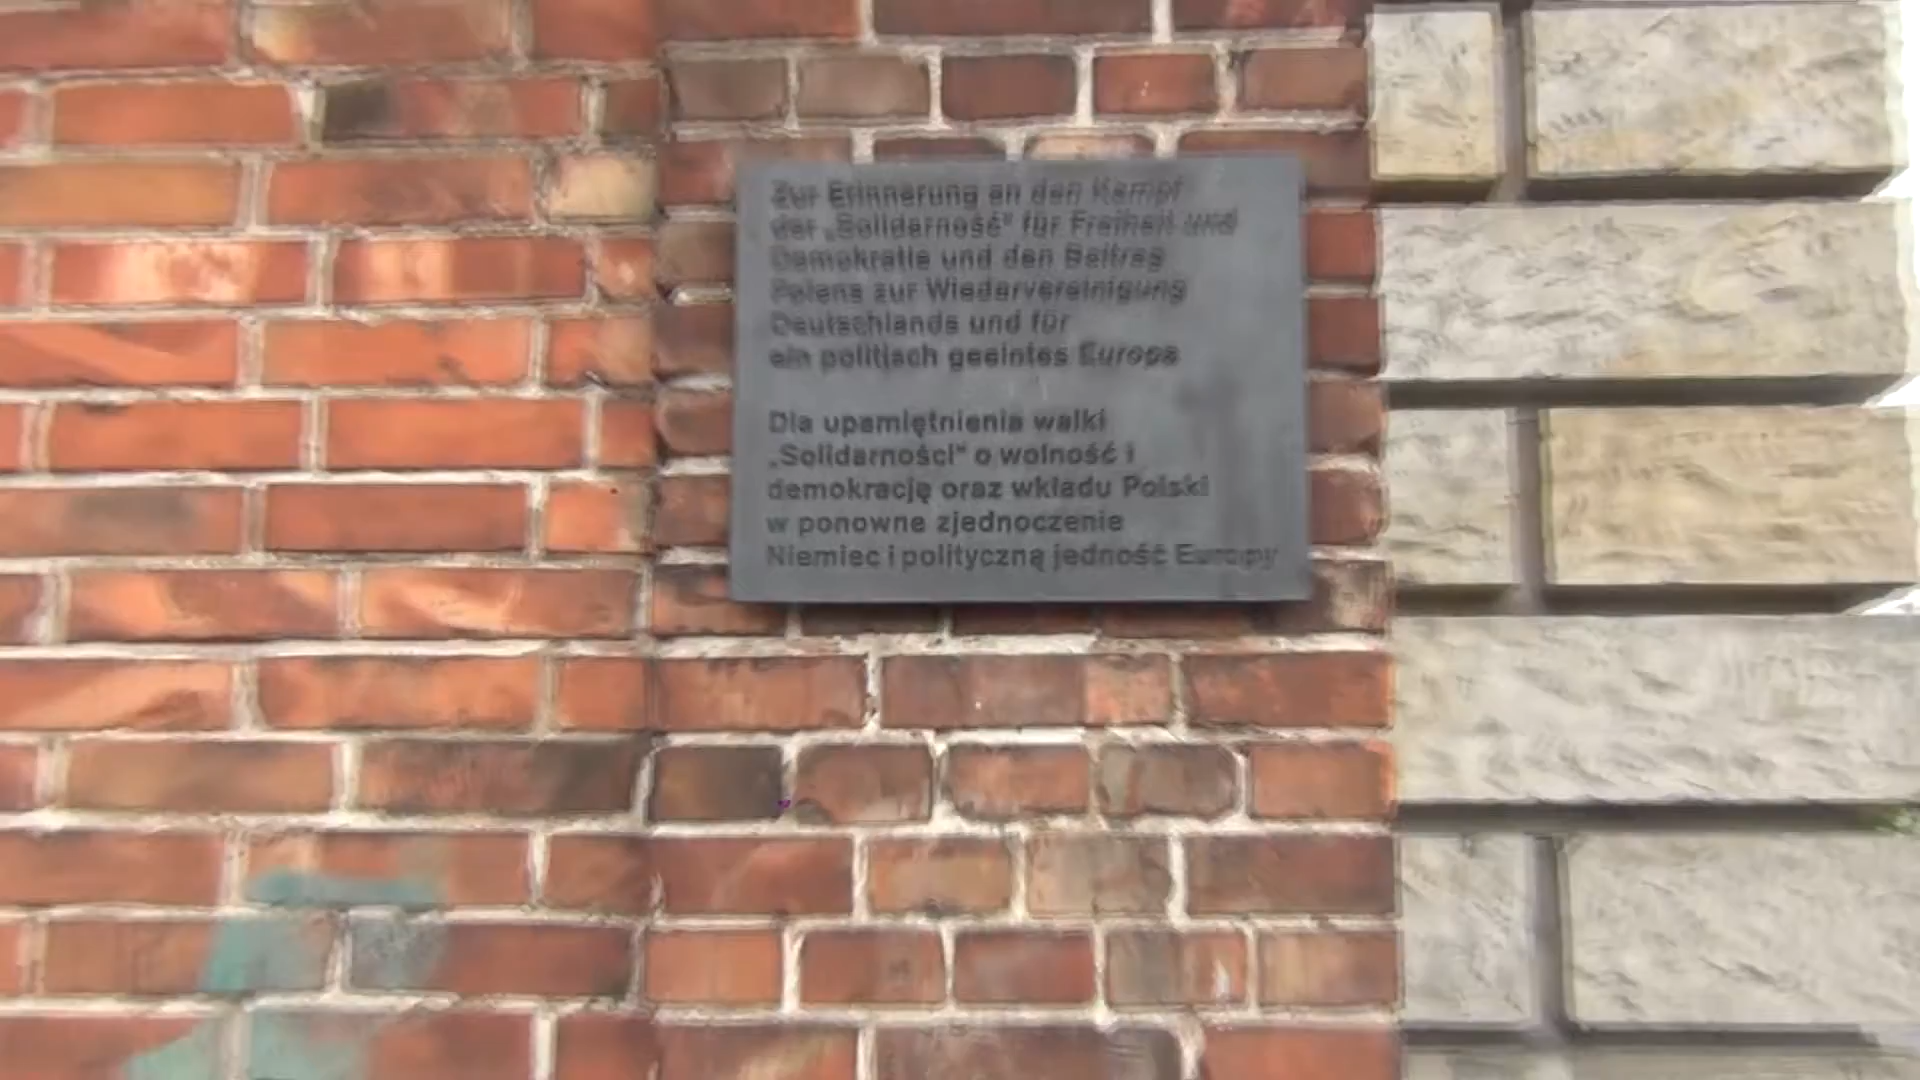 Zur Erinnerung an den Kampf
der „Solidarność“ für Freiheit und
Demokratie und den Beitrag
Polens zur Wiedervereinigung
Deutschlands und für
ein politisch geeintes Europa
Dla upamiętnienia walki
„Solidarności“ o wolność i
demokrację oraz wkładu Polski
w ponowne zjednoczenie
Niemiec i polityczną jedność Europy